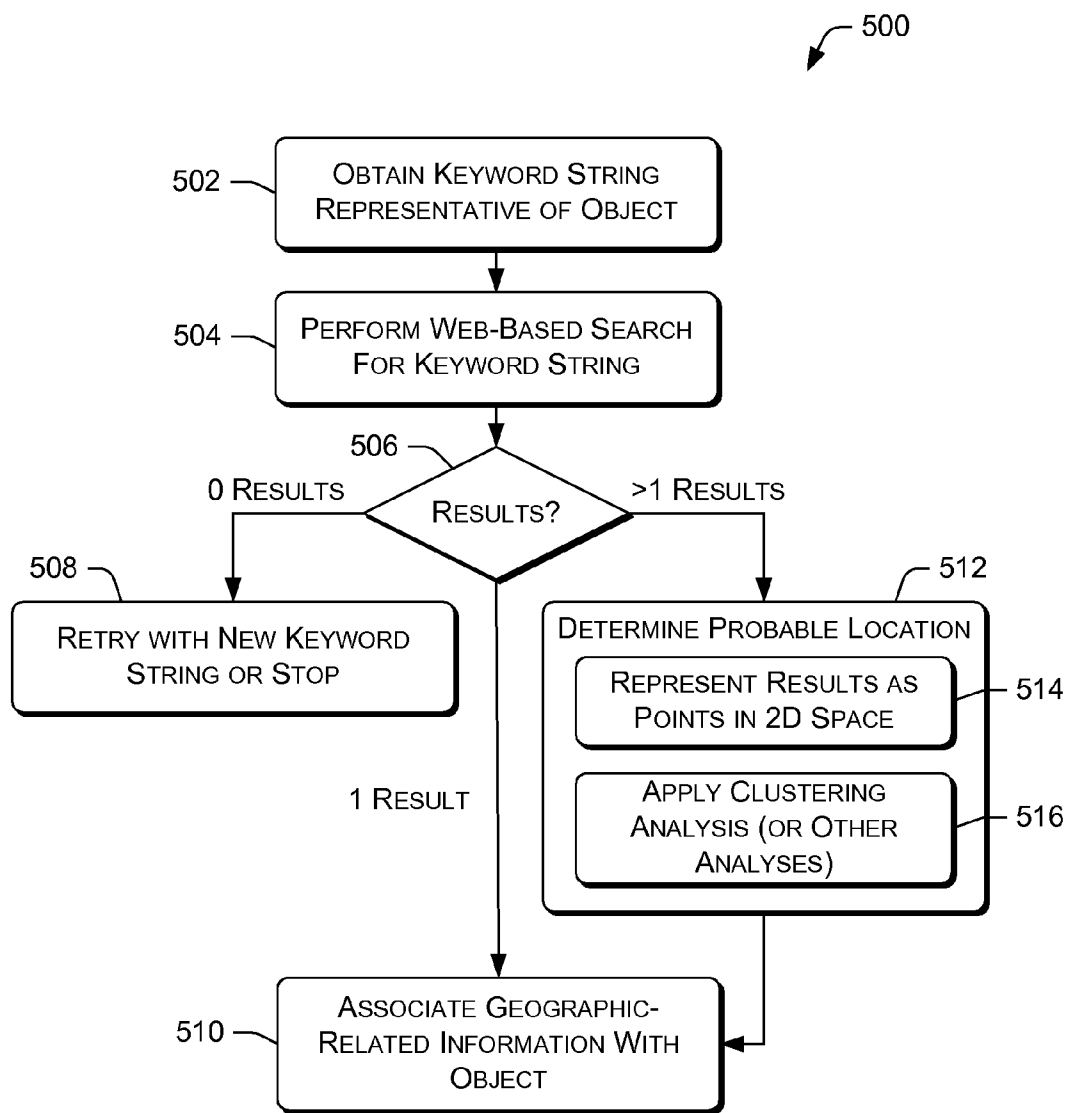 500
502
OBTAIN KEYWORD STRING
REPRESENTATIVE OF OBJECT
504
PERFORM WEB-BASED SEARCH
FOR KEYWORD STRING
506
0 RESULTS
RESULTS?
>1 RESULTS
508
RETRY WITH NEW KEYWORD
STRING OR STOP
512
DETERMINE PROBABLE LOCATION
REPRESENT RESULTS AS
POINTS IN 2D SPACE
514
1 RESULT
APPLY CLUSTERING
ANALYSIS (OR OTHER
ANALYSES)
516
510
ASSOCIATE GEOGRAPHIC-
RELATED INFORMATION WITH
OBJECT